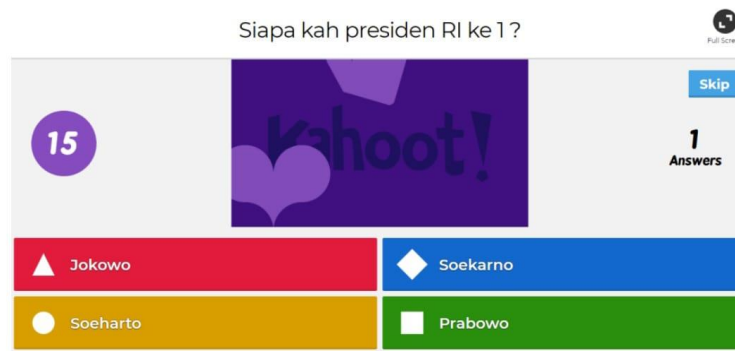 Siapa kah presiden RI ke 1 ?
Full Scre
Skip
15
Kahoot!
1
Answers
Jokowo
Soekarno
Soeharto
Prabowo